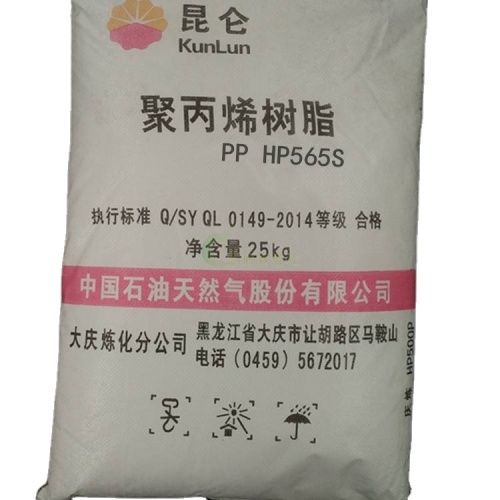 昆仑
KunLun
聚丙烯树脂
PP HP565S
执行标准 Q/SY QL 0149-2014等级 合格
净含量25kg
中国石油天然气股份有限公司
大庆炼化分公司
黑龙江省大庆市让胡路区马鞍山
电话（0459）5672017
HP500P